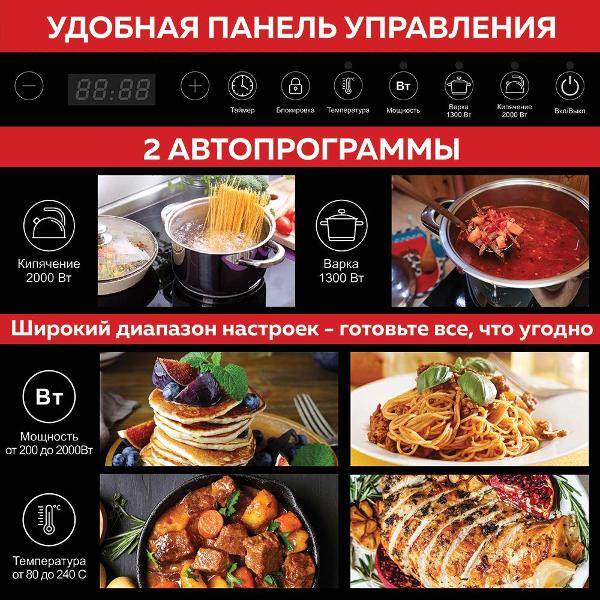 УДОБНАЯ ПАНЕЛЬ УПРАВЛЕНИЯ
− 88:88 + Вт
Таймер Блокировка Температура Мощность Варка 1300 Вт Кипячение 2000 Вт Вкл/Выкл
2 АВТОПРОГРАММЫ
Кипячение
2000 Вт
Варка
1300 Вт
Широкий диапазон настроек – готовьте все, что угодно
Вт
Мощность
от 200 до 2000Вт
°C
Температура
от 80 до 240 С